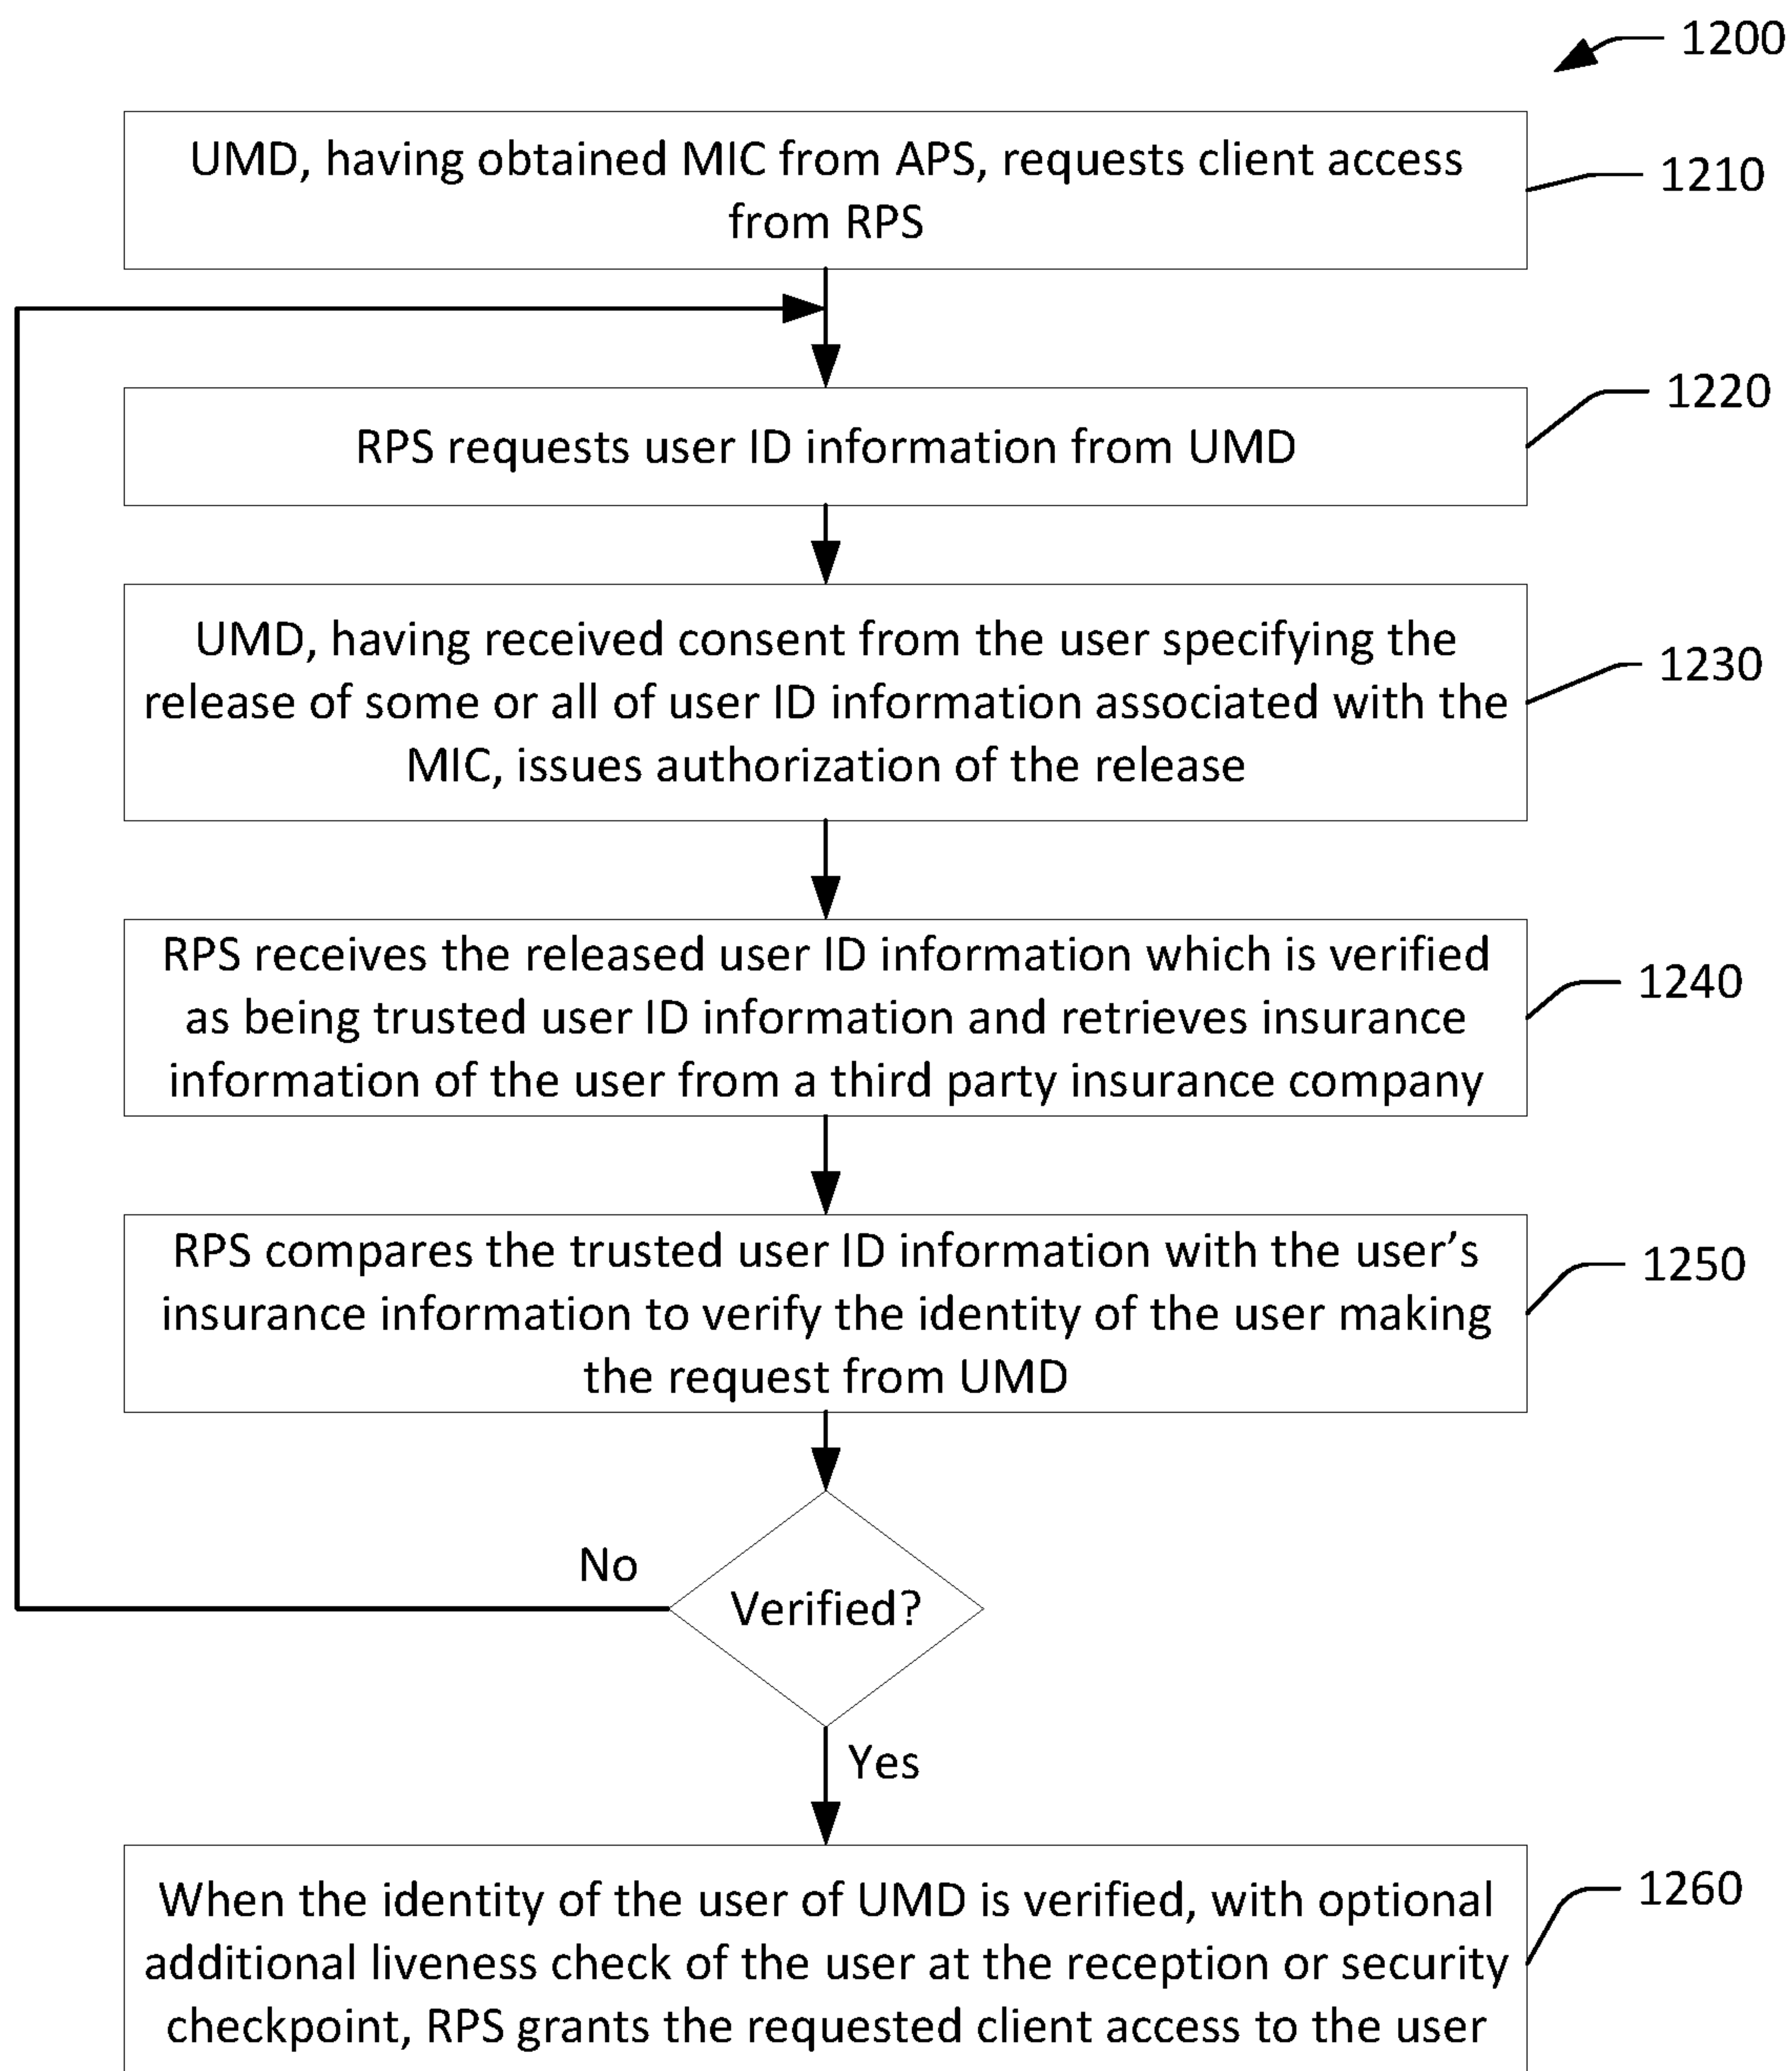 1200
UMD, having obtained MIC from APS, requests client access
from RPS
1210
RPS requests user ID information from UMD
1220
UMD, having received consent from the user specifying the
release of some or all of user ID information associated with the
MIC, issues authorization of the release
1230
RPS receives the released user ID information which is verified
as being trusted user ID information and retrieves insurance
information of the user from a third party insurance company
1240
RPS compares the trusted user ID information with the user's
insurance information to verify the identity of the user making
the request from UMD
1250
No
Verified?
Yes
When the identity of the user of UMD is verified, with optional
additional liveness check of the user at the reception or security
checkpoint, RPS grants the requested client access to the user
1260